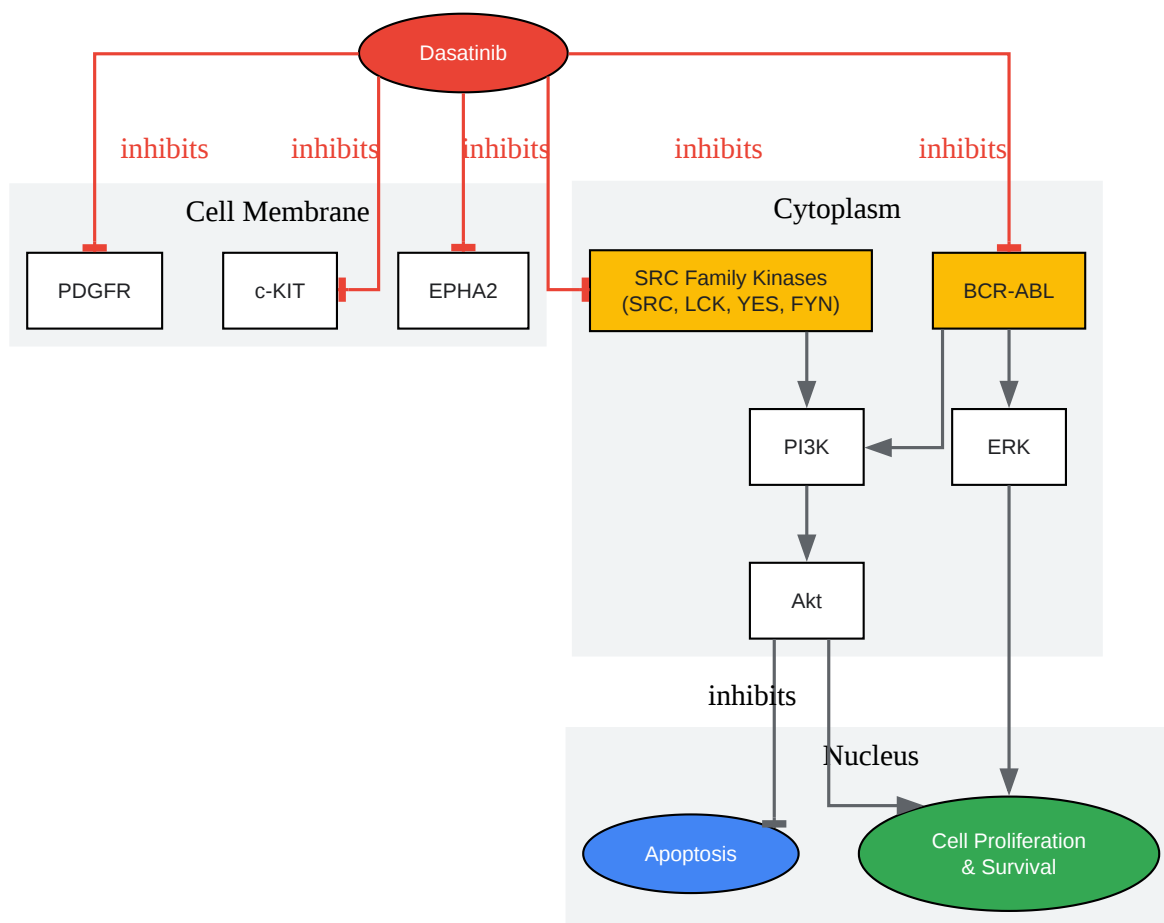 Dasatinib
inhibits
inhibits
inhibits
inhibits
inhibits
Cell Membrane
Cytoplasm
PDGFR
c-KIT
EPHA2
SRC Family Kinases
(SRC, LCK, YES, FYN)
BCR-ABL
PI3K
ERK
Akt
inhibits
Nucleus
Apoptosis
Cell Proliferation
& Survival